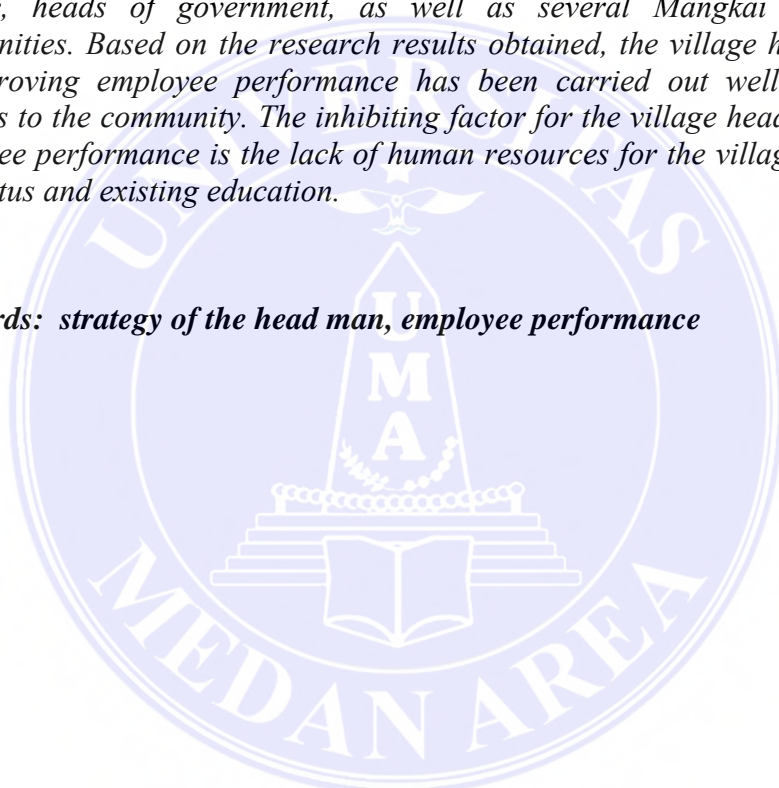 e, heads of government, as well as several Mangkai
nities. Based on the research results obtained, the village h
roving employee performance has been carried out well
s to the community. The inhibiting factor for the village head
ee performance is the lack of human resources for the villag
tus and existing education.
rds: strategy of the head man, employee performance
UNIVERSITAS
U
M
A
MEDAN AREA